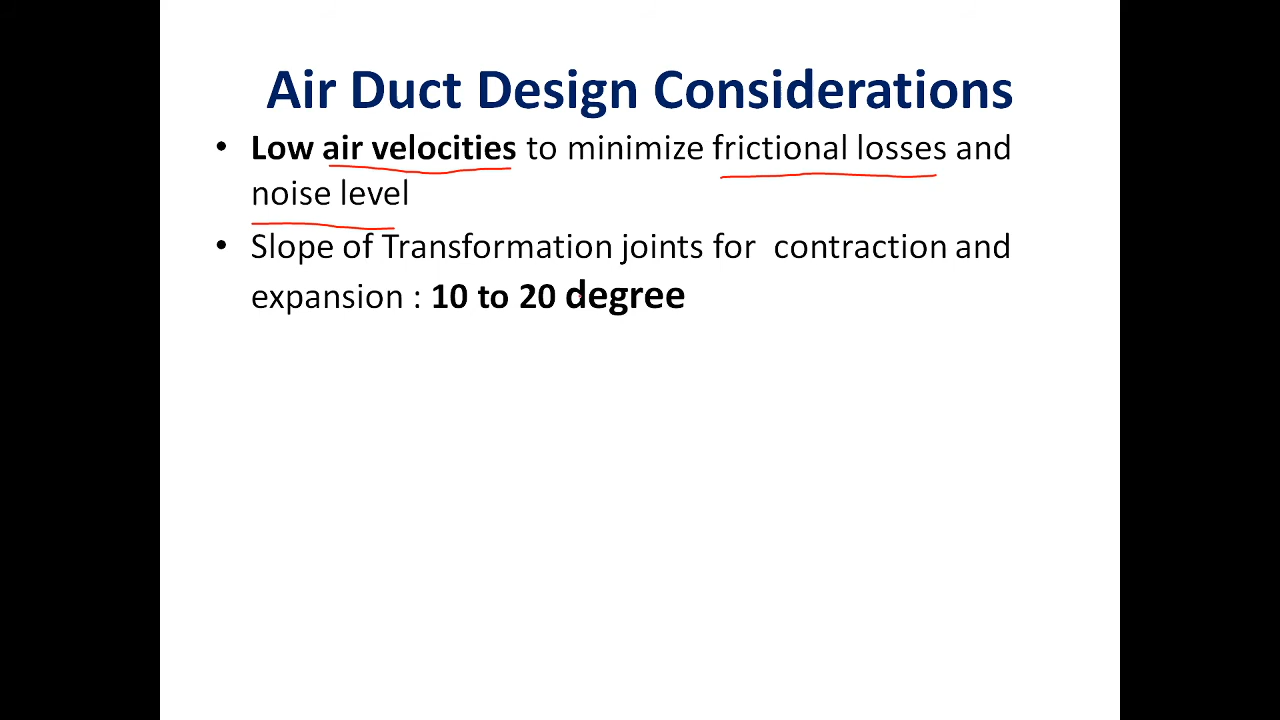 Air Duct Design Considerations
• Low air velocities to minimize frictional losses and
noise level
• Slope of Transformation joints for  contraction and
expansion : 10 to 20 degree